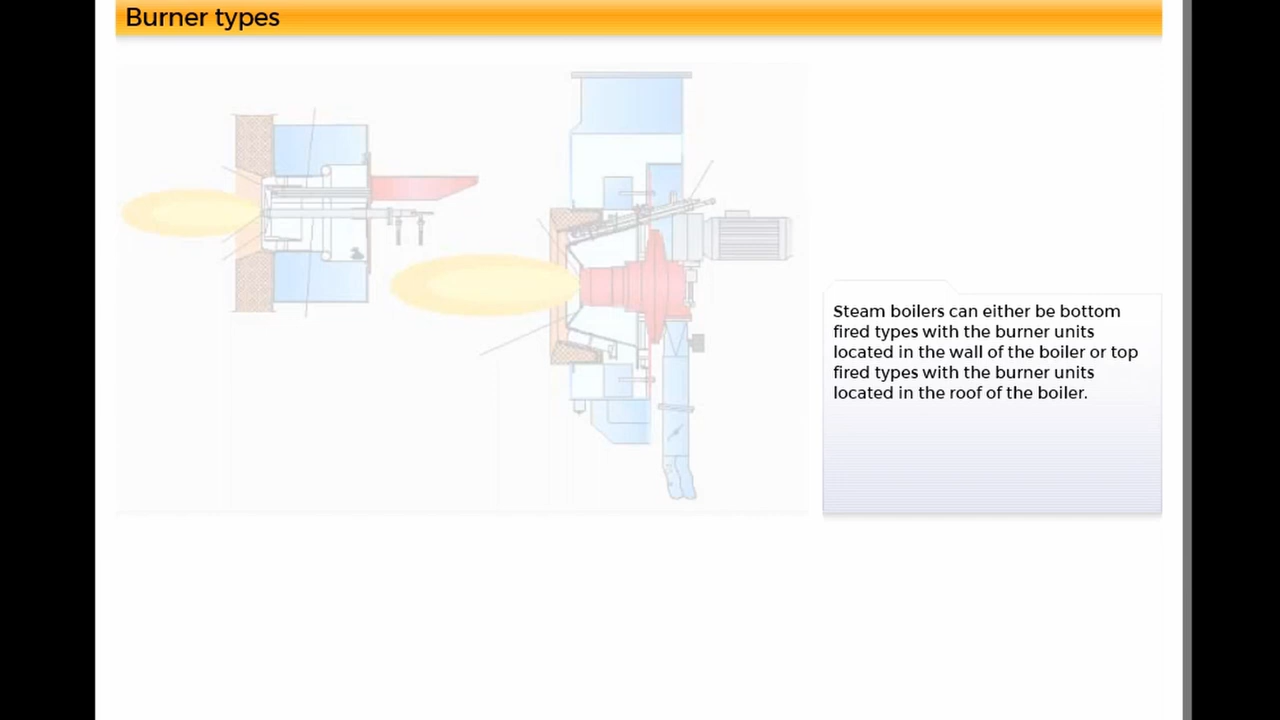 Burner types
Steam boilers can either be bottom
fired types with the burner units
located in the wall of the boiler or top
fired types with the burner units
located in the roof of the boiler.